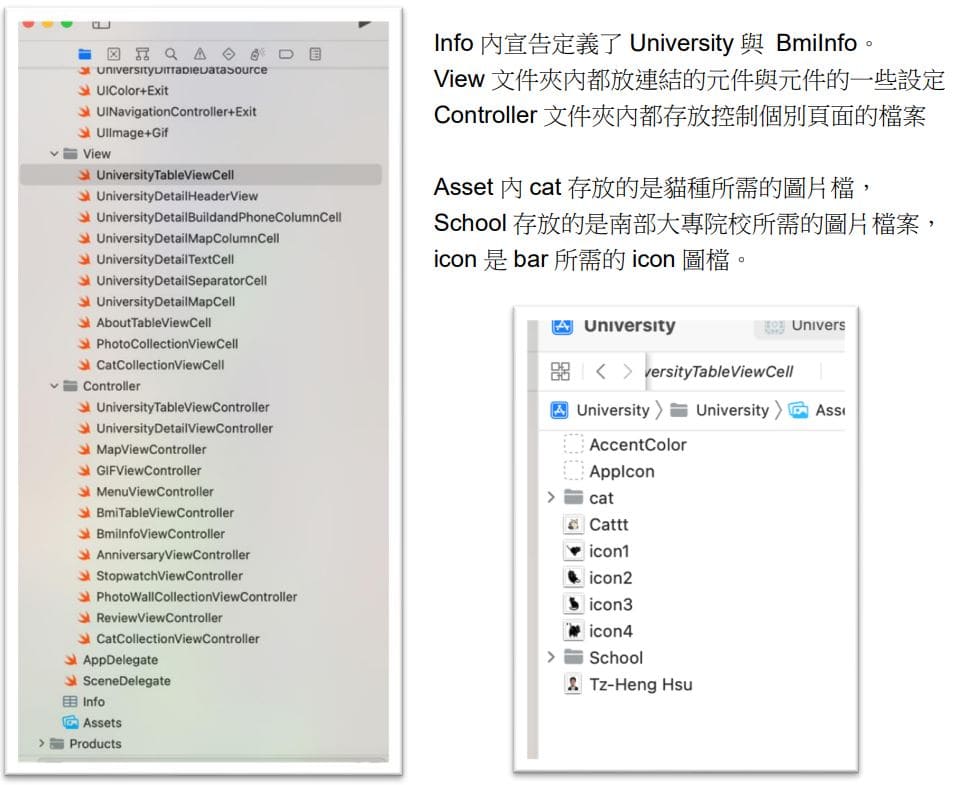 UniversityDiffableDataSource
UIColor+Exit
UINavigationController+Exit
UIImage+Gif
View
UniversityTableViewCell
UniversityDetailHeaderView
UniversityDetailBuildandPhoneColumnCell
UniversityDetailMapColumnCell
UniversityDetailTextCell
UniversityDetailSeparatorCell
UniversityDetailMapCell
AboutTableViewCell
PhotoCollectionViewCell
CatCollectionViewCell
Controller
UniversityTableViewController
UniversityDetailViewController
MapViewController
GIFViewController
MenuViewController
BmiTableViewController
BmiInfoViewController
AnniversaryViewController
StopwatchViewController
PhotoWallCollectionViewController
ReviewViewController
CatCollectionViewController
AppDelegate
SceneDelegate
Info
Assets
Products
Info 內宣告定義了 University 與 BmiInfo。
View 文件夾內都放連結的元件與元件的一些設定
Controller 文件夾內都存放控制個別頁面的檔案
Asset 內 cat 存放的是貓種所需的圖片檔，
School 存放的是南部大專院校所需的圖片檔案，
icon 是 bar 所需的 icon 圖檔。
University Univers
versityTableViewCell
University University Asse
AccentColor
AppIcon
cat
Cattt
icon1
icon2
icon3
icon4
School
Tz-Heng Hsu